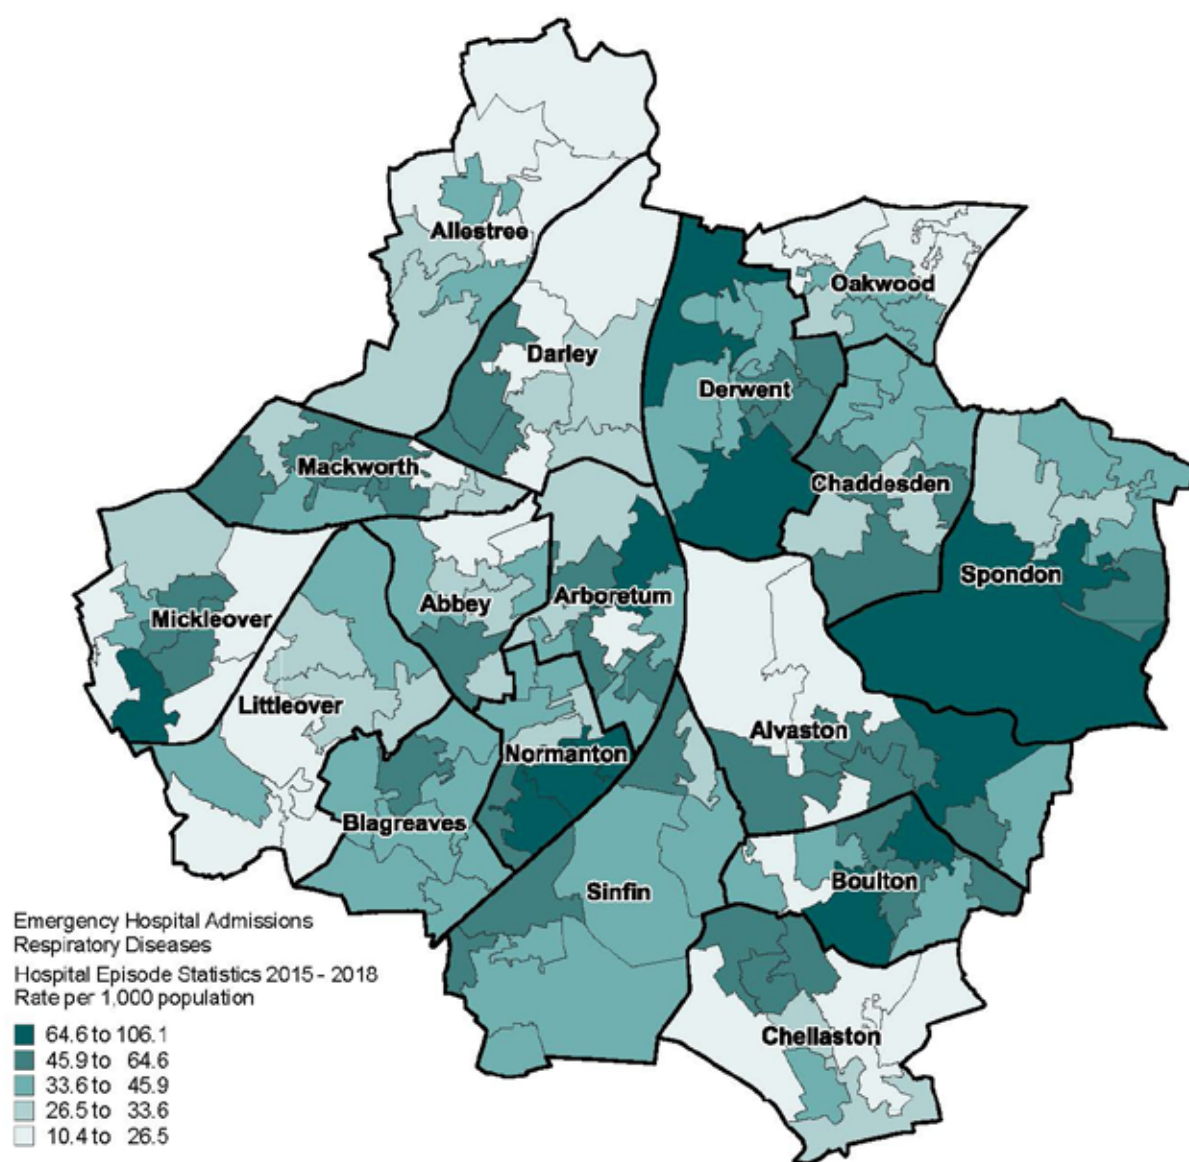 Allestree
Oakwood
Darley
Derwent
Mackworth
Chaddesden
Spondon
Abbey
Arboretum
Mickleover
Littleover
Normanton
Alvaston
Blagreaves
Sinfin
Boulton
Chellaston
Emergency Hospital Admissions
Respiratory Diseases
Hospital Episode Statistics 2015 - 2018
Rate per 1,000 population
64.6 to 106.1
45.9 to 64.6
33.6 to 45.9
26.5 to 33.6
10.4 to 26.5